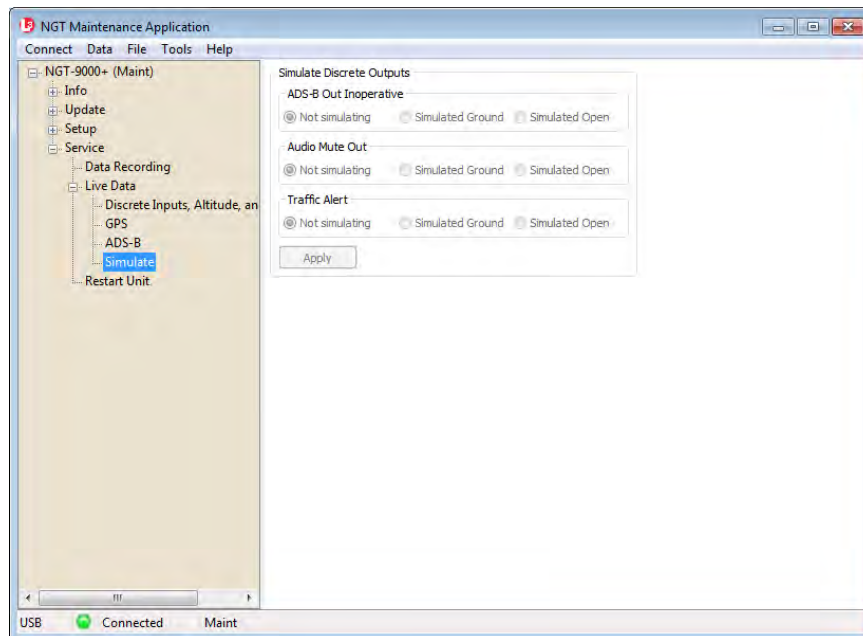 NGT Maintenance Application
Connect Data File Tools Help
NGT-9000+ (Maint)
Info
Update
Setup
Service
Data Recording
Live Data
Discrete Inputs, Altitude, an
GPS
ADS-B
Simulate
Restart Unit
Simulate Discrete Outputs
ADS-B Out Inoperative
Not simulating Simulated Ground Simulated Open
Audio Mute Out
Not simulating Simulated Ground Simulated Open
Traffic Alert
Not simulating Simulated Ground Simulated Open
Apply
USB Connected Maint